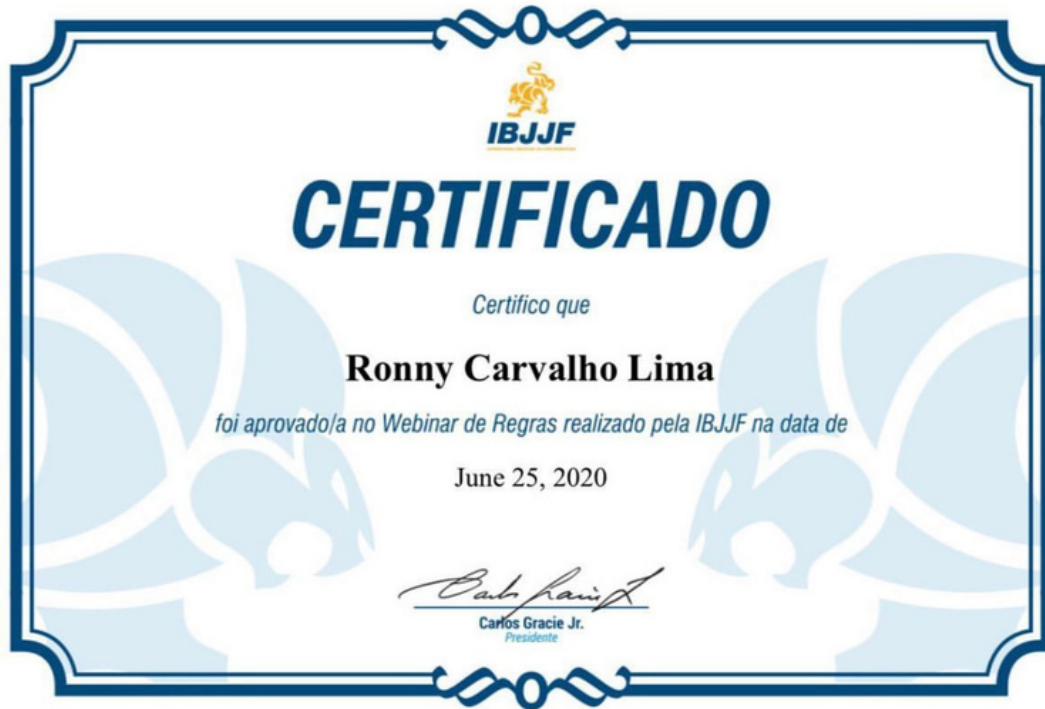 IBJJF
CERTIFICADO
Certifico que
Ronny Carvalho Lima
foi aprovado/a no Webinar de Regras realizado pela IBJJF na data de
June 25, 2020
Carlos Gracie Jr.
Presidente